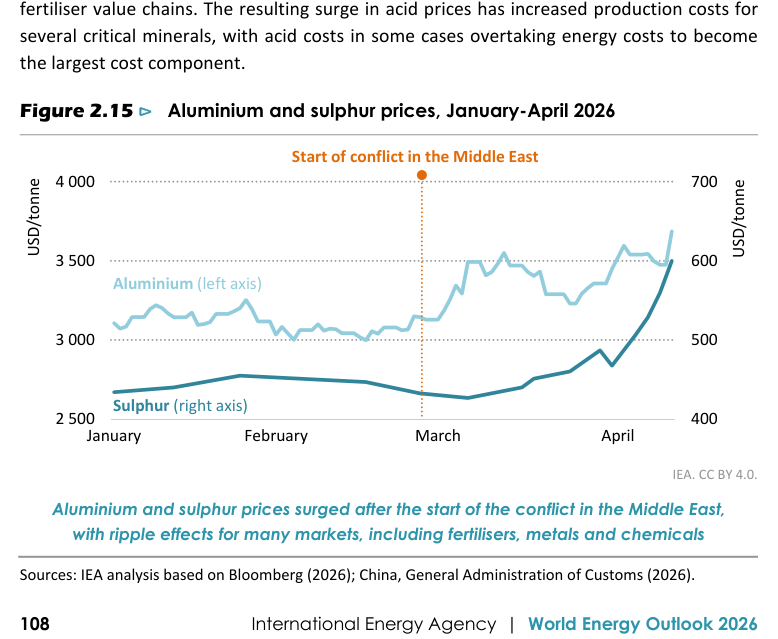 fertiliser value chains. The resulting surge in acid prices has increased production costs for
several critical minerals, with acid costs in some cases overtaking energy costs to become
the largest cost component.
Figure 2.15 ▻ Aluminium and sulphur prices, January-April 2026
Start of conflict in the Middle East
USD/tonne
4 000
3 500
3 000
2 500
700
600
500
400
USD/tonne
Aluminium (left axis)
Sulphur (right axis)
January February March April
IEA. CC BY 4.0.
Aluminium and sulphur prices surged after the start of the conflict in the Middle East,
with ripple effects for many markets, including fertilisers, metals and chemicals
Sources: IEA analysis based on Bloomberg (2026); China, General Administration of Customs (2026).
108 International Energy Agency | World Energy Outlook 2026